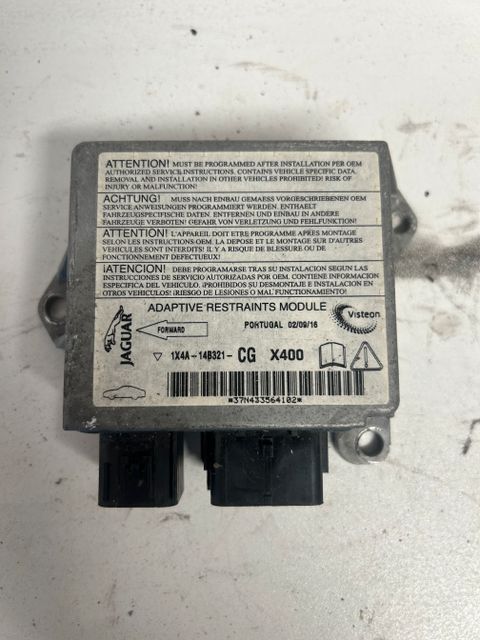 ATTENTION! MUST BE PROGRAMMED AFTER INSTALLATION PER OEM
AUTHORIZED SERVICE INSTRUCTIONS. CONTAINS VEHICLE SPECIFIC DATA.
REMOVAL AND INSTALLATION IN OTHER VEHICLES PROHIBITED! RISK OF
INJURY OR MALFUNCTION!
ACHTUNG! MUSS NACH EINBAU GEMAESS VORGESCHRIEBENEN OEM
SERVICE ANWEISUNGEN PROGRAMMIERT WERDEN. ENTHAELT
FAHRZEUGSPEZIFISCHE DATEN. ENTFERNEN UND EINBAU IN ANDERE
FAHRZEUGE VERBOTEN! GEFAHR VON VERLETZUNG UND FEHLFUNKTION!
ATTENTION! L'APPAREIL DOIT ETRE PROGRAMME APRES MONTAGE
SELON LES INSTRUCTIONS OEM. LA DEPOSE ET LE MONTAGE SUR D'AUTRES
VEHICULES SONT INTERDITS! IL Y A RISQUE DE BLESSURE OU DE
FONCTIONNEMENT DEFECTUEUX!
¡ATENCION! DEBE PROGRAMARSE TRAS SU INSTALACION SEGUN LAS
INSTRUCCIONES DE SERVICIO AUTORIZADAS POR OEM. CONTIENE INFORMACION
ESPECIFICA DEL VEHICULO. ¡PROHIBIDOS SU DESMONTAJE E INSTALACION EN
OTROS VEHICULOS! ¡RIESGO DE LESIONES O MAL FUNCIONAMIENTO!
ADAPTIVE RESTRAINTS MODULE
JAGUAR
FORWARD
PORTUGAL 02/09/16
Visteon
1X4A-14B321- CG X400
*37N433564102*